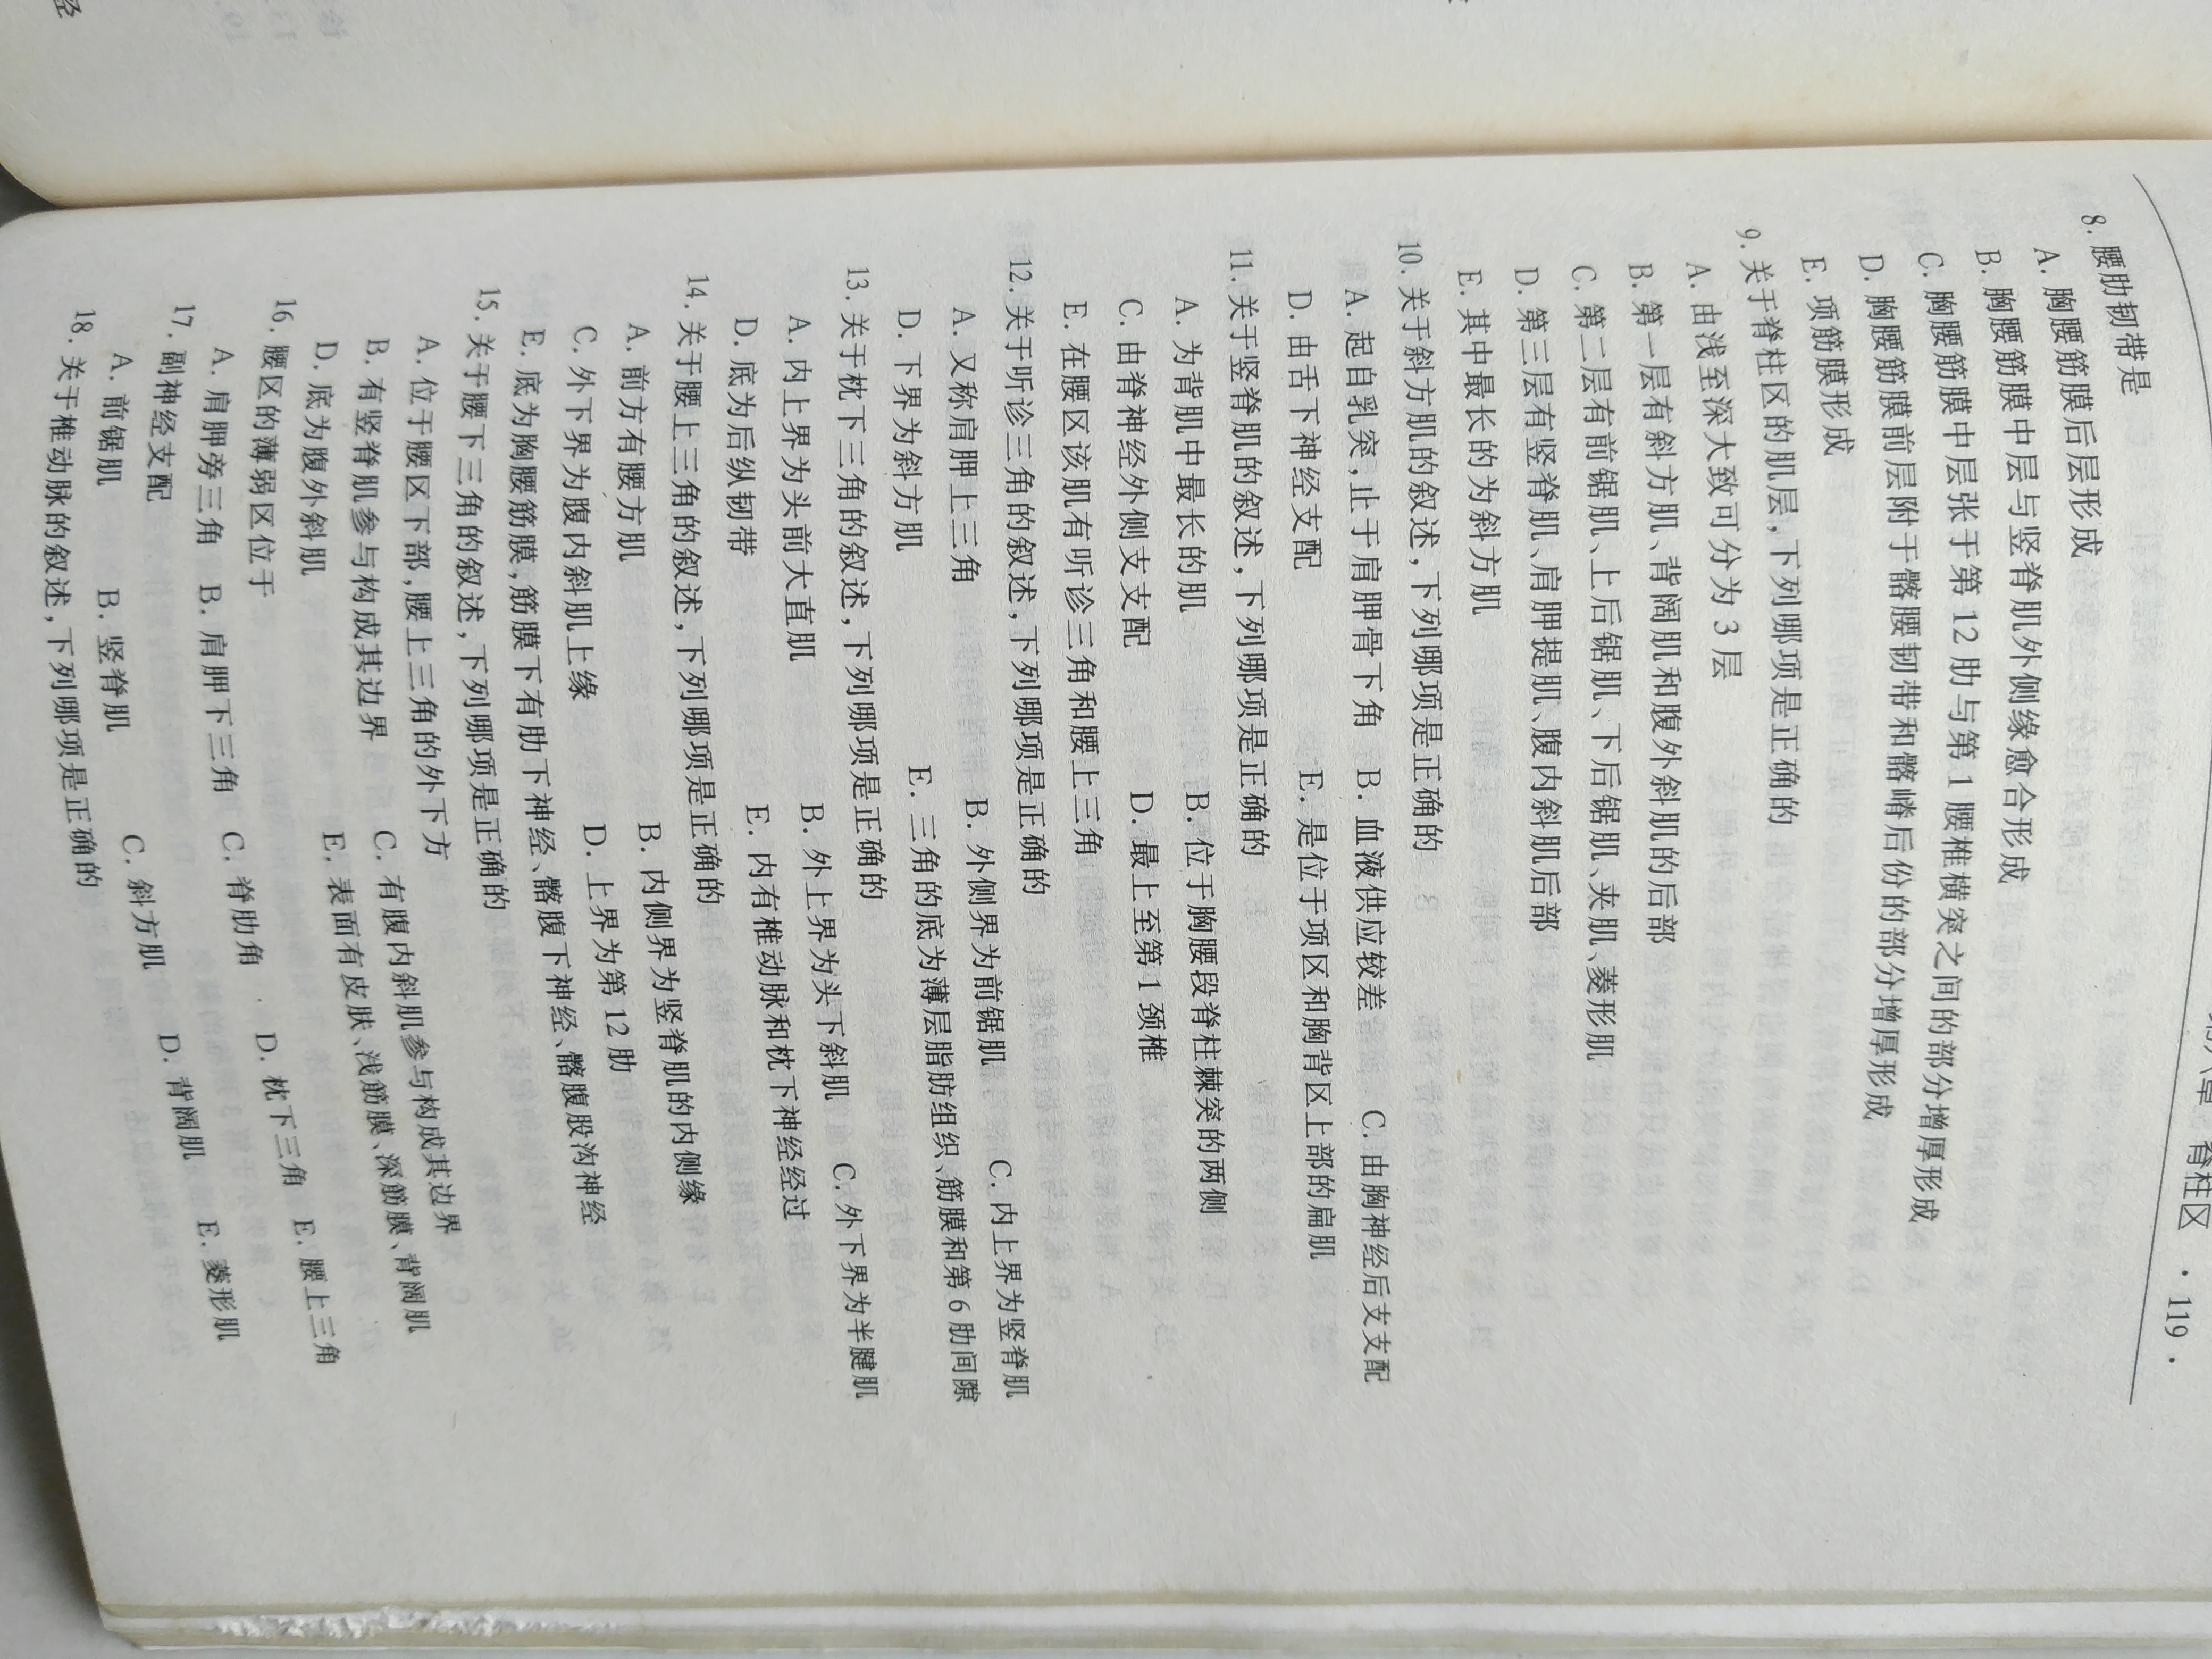 脊柱区 · 119 ·
8. 腰肋韧带是
A. 胸腰筋膜后层形成
B. 胸腰筋膜中层与竖脊肌外侧缘愈合形成
C. 胸腰筋膜中层张于第 12 肋与第 1 腰椎横突之间的部分增厚形成
D. 胸腰筋膜前层附于髂腰韧带和髂嵴后份的部分增厚形成
E. 项筋膜形成
9. 关于脊柱区的肌层,下列哪项是正确的
A. 由浅至深大致可分为 3 层
B. 第一层有斜方肌、背阔肌和腹外斜肌的后部
C. 第二层有前锯肌、上后锯肌、下后锯肌、夹肌、菱形肌
D. 第三层有竖脊肌、肩胛提肌、腹内斜肌后部
E. 其中最长的为斜方肌
10. 关于斜方肌的叙述,下列哪项是正确的
A. 起自乳突,止于肩胛骨下角 B. 血液供应较差 C. 由胸神经后支支配
D. 由舌下神经支配 E. 是位于项区和胸背区上部的扁肌
11. 关于竖脊肌的叙述,下列哪项是正确的
A. 为背肌中最长的肌 B. 位于胸腰段脊柱棘突的两侧
C. 由脊神经外侧支支配 D. 最上至第 1 颈椎
E. 在腰区该肌有听诊三角和腰上三角
12. 关于听诊三角的叙述,下列哪项是正确的
A. 又称肩胛上三角 B. 外侧界为前锯肌 C. 内上界为竖脊肌
D. 下界为斜方肌 E. 三角的底为薄层脂肪组织、筋膜和第 6 肋间隙
13. 关于枕下三角的叙述,下列哪项是正确的
A. 内上界为头前大直肌 B. 外上界为头下斜肌 C. 外下界为半腱肌
D. 底为后纵韧带 E. 内有椎动脉和枕下神经经过
14. 关于腰上三角的叙述,下列哪项是正确的
A. 前方有腰方肌 B. 内侧界为竖脊肌的内侧缘
C. 外下界为腹内斜肌上缘 D. 上界为第 12 肋
E. 底为胸腰筋膜,筋膜下有肋下神经、髂腹下神经、髂腹股沟神经
15. 关于腰下三角的叙述,下列哪项是正确的
A. 位于腰区下部,腰上三角的外下方
B. 有竖脊肌参与构成其边界 C. 有腹内斜肌参与构成其边界
D. 底为腹外斜肌 E. 表面有皮肤、浅筋膜、深筋膜、背阔肌
16. 腰区的薄弱区位于
A. 肩胛旁三角 B. 肩胛下三角 C. 脊肋角 D. 枕下三角 E. 腰上三角
17. 副神经支配
A. 前锯肌 B. 竖脊肌 C. 斜方肌 D. 背阔肌 E. 菱形肌
18. 关于椎动脉的叙述,下列哪项是正确的